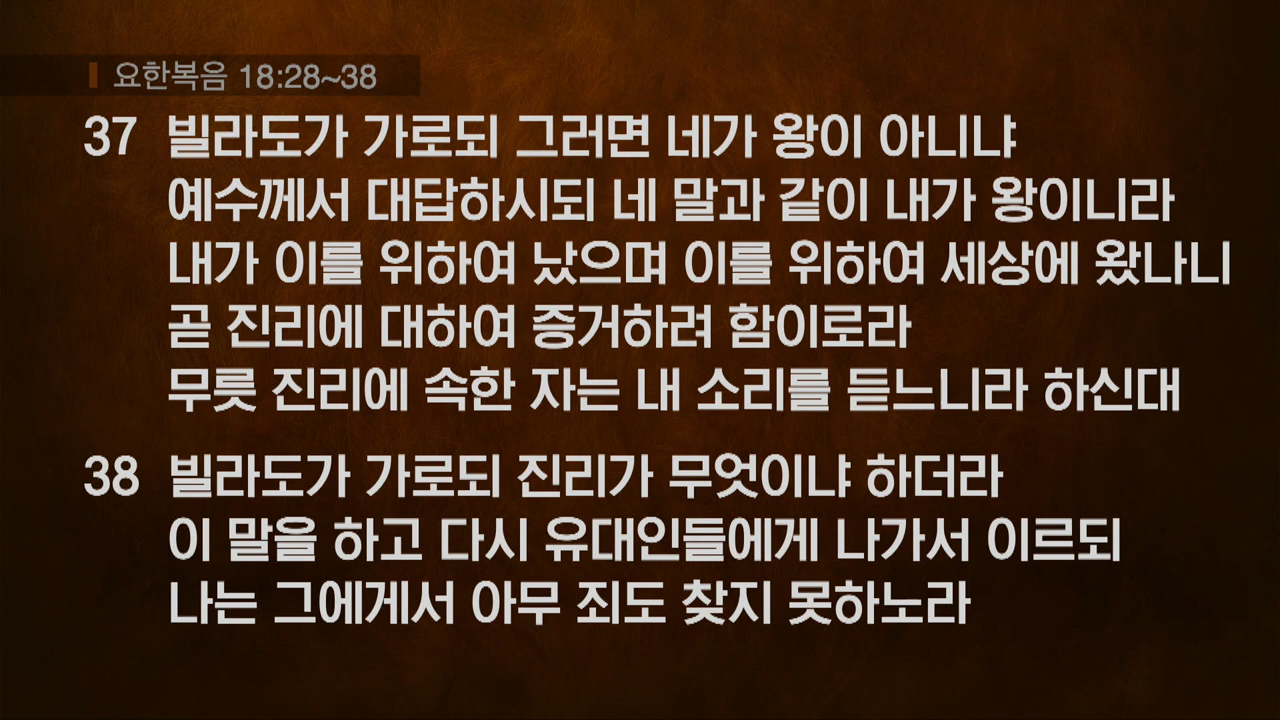 요한복음 18:28~38
37 빌라도가 가로되 그러면 네가 왕이 아니냐
예수께서 대답하시되 네 말과 같이 내가 왕이니라
내가 이를 위하여 났으며 이를 위하여 세상에 왔나니
곧 진리에 대하여 증거하려 함이로라
무릇 진리에 속한 자는 내 소리를 듣느니라 하신대
38 빌라도가 가로되 진리가 무엇이냐 하더라
이 말을 하고 다시 유대인들에게 나가서 이르되
나는 그에게서 아무 죄도 찾지 못하노라